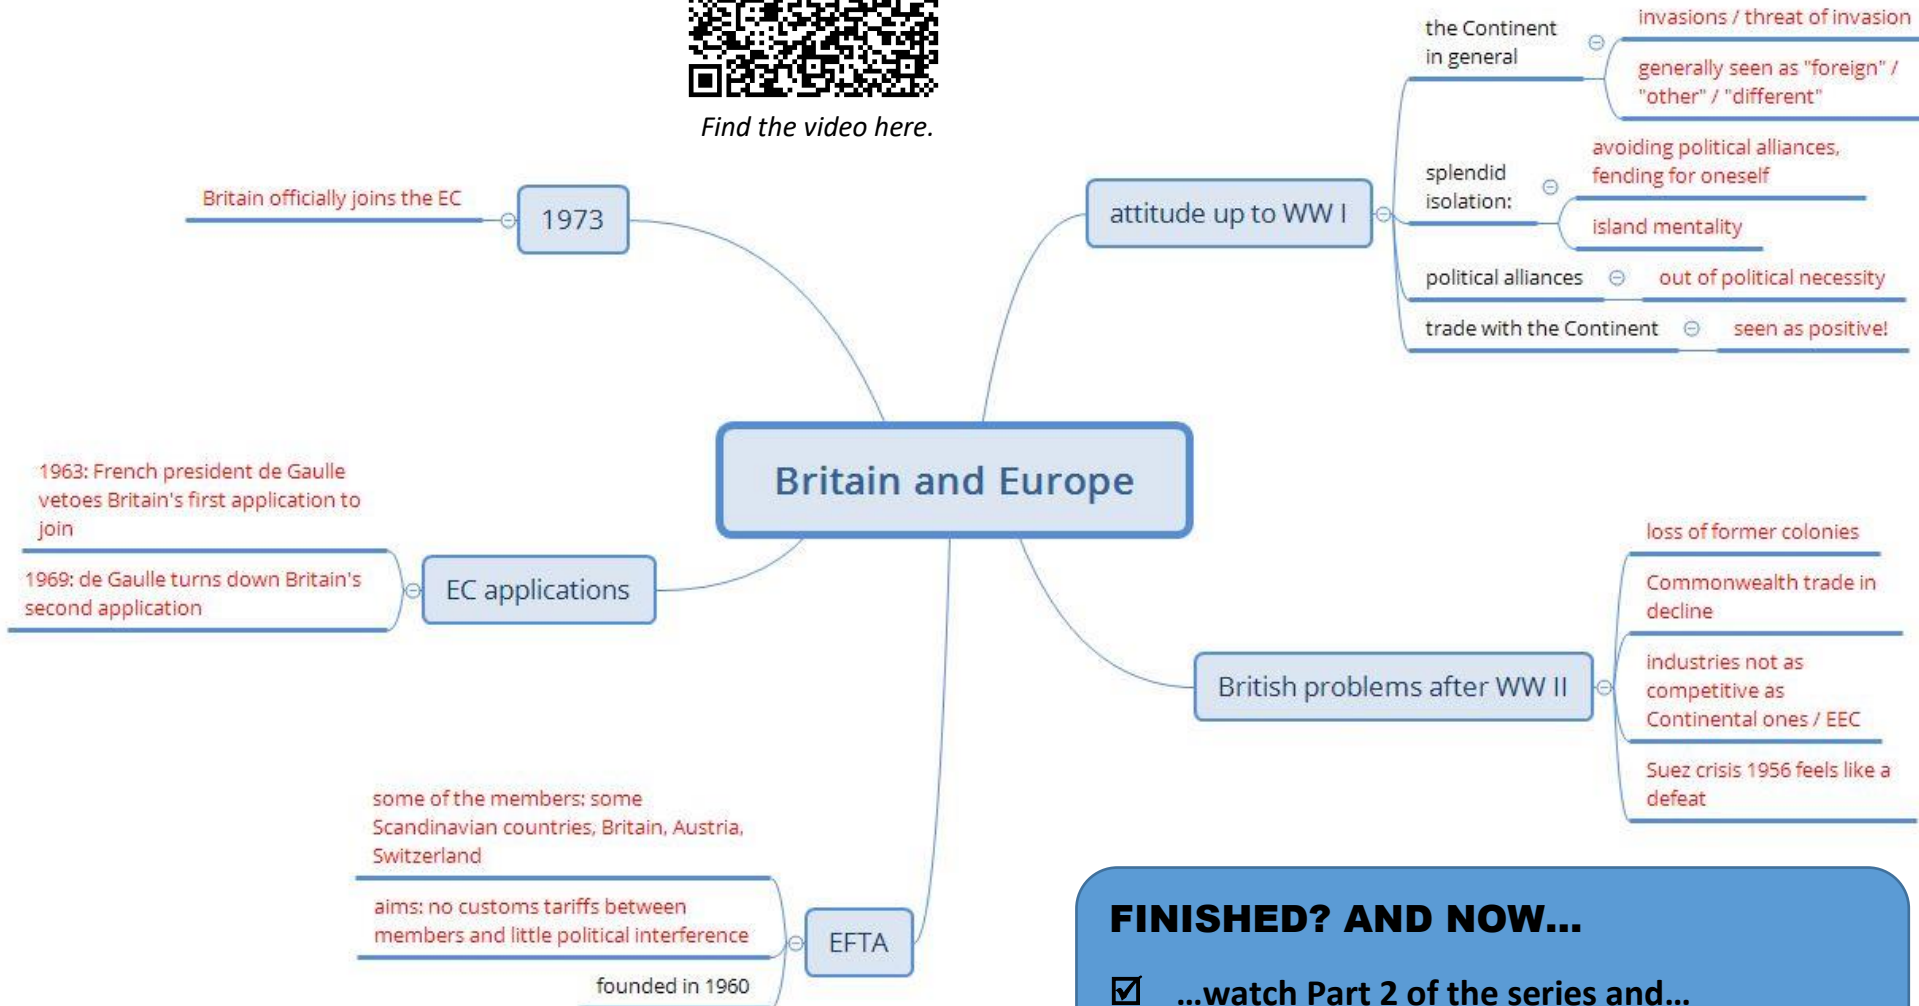 Find the video here.
Britain and Europe
attitude up to WW I
the Continent
in general
invasions / threat of invasion
generally seen as "foreign" /
"other" / "different"
splendid
isolation:
avoiding political alliances,
fending for oneself
island mentality
political alliances
out of political necessity
trade with the Continent
seen as positive!
British problems after WW II
loss of former colonies
Commonwealth trade in
decline
industries not as
competitive as
Continental ones / EEC
Suez crisis 1956 feels like a
defeat
EFTA
some of the members: some
Scandinavian countries, Britain, Austria,
Switzerland
aims: no customs tariffs between
members and little political interference
founded in 1960
EC applications
1963: French president de Gaulle
vetoes Britain's first application to
join
1969: de Gaulle turns down Britain's
second application
1973
Britain officially joins the EC
FINISHED? AND NOW...
☑ ...watch Part 2 of the series and...